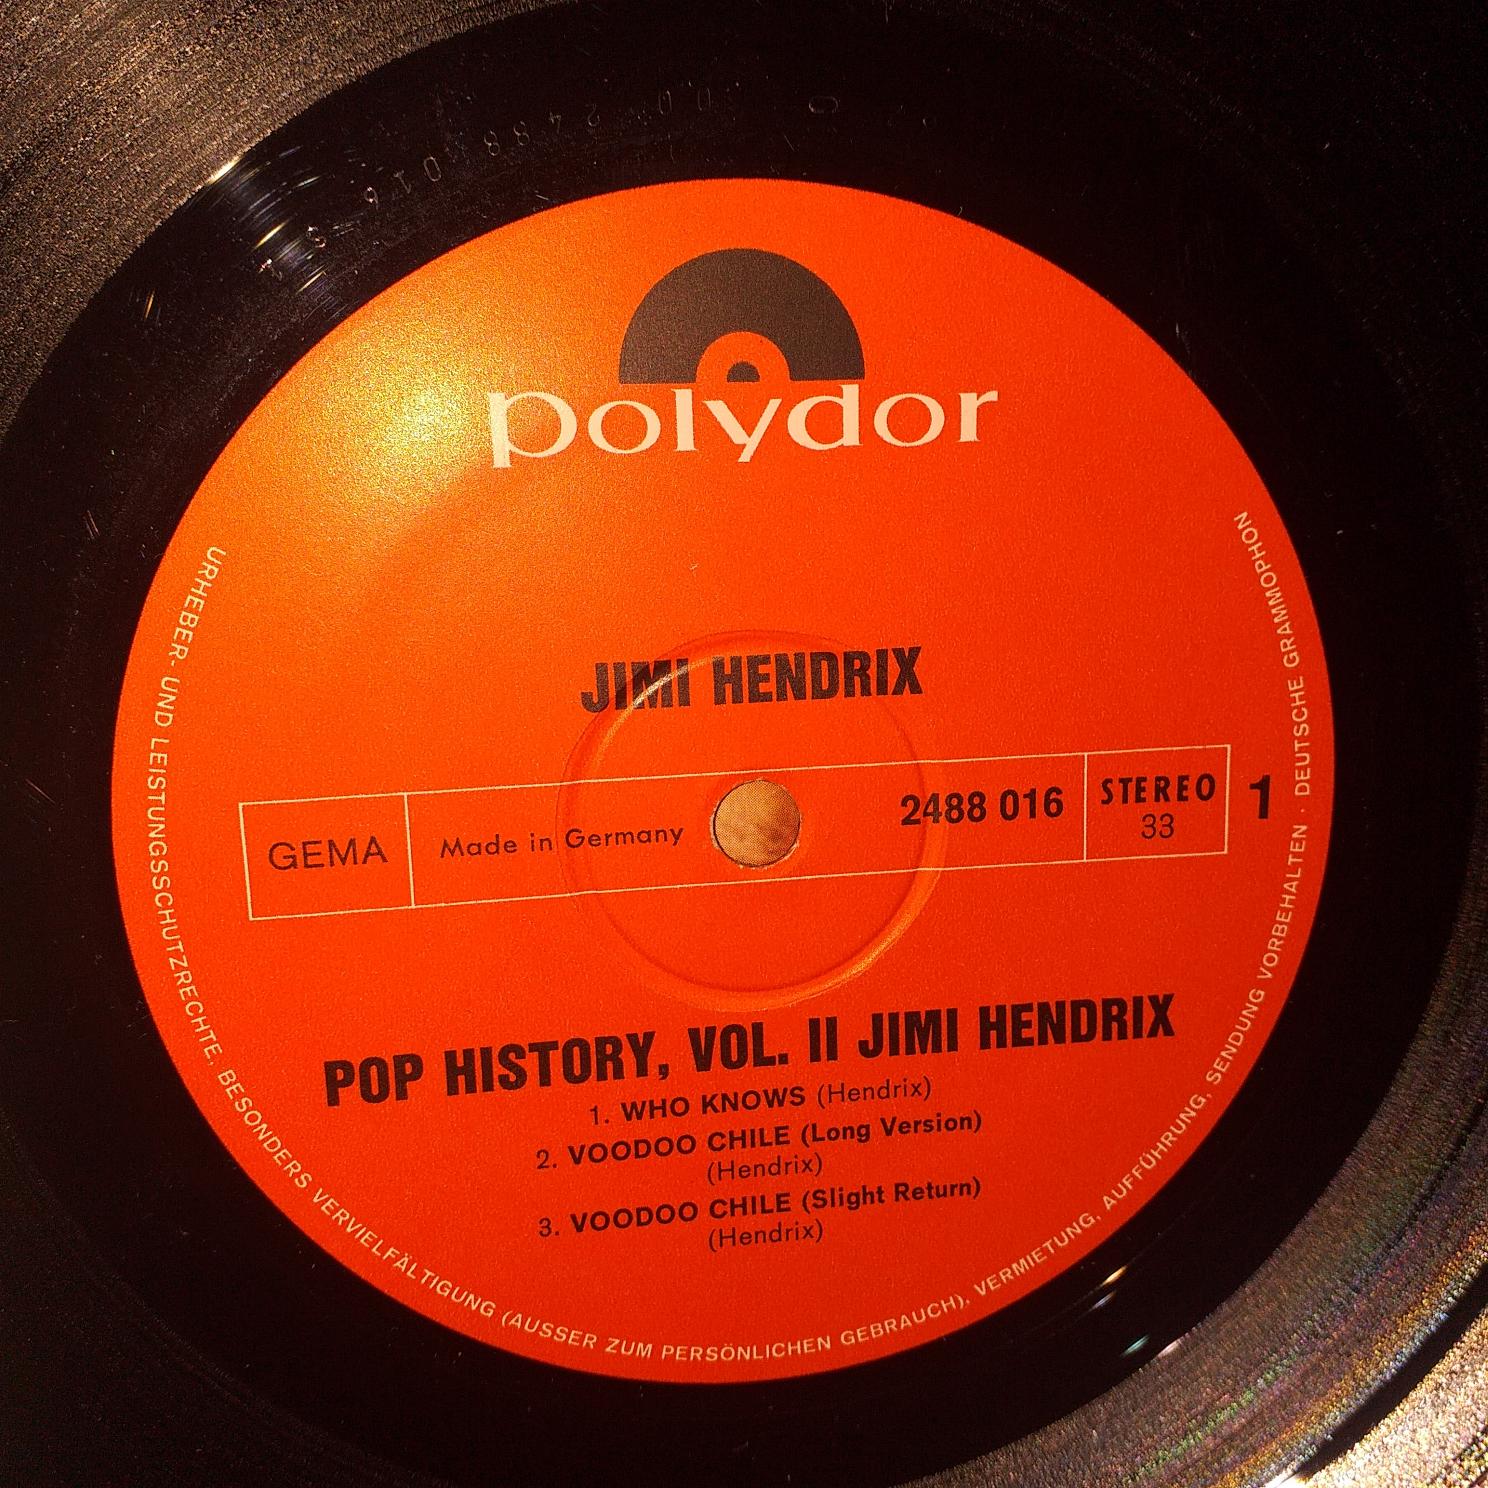 polydor
JIMI HENDRIX
GEMA
Made in Germany
2488 016
STEREO
33
1
POP HISTORY, VOL. II JIMI HENDRIX
1. WHO KNOWS (Hendrix)
2. VOODOO CHILE (Long Version)
(Hendrix)
3. VOODOO CHILE (Slight Return)
(Hendrix)
URHEBER- UND LEISTUNGSSCHUTZRECHTE, BESONDERS VERVIELFÄLTIGUNG (AUSSER ZUM PERSÖNLICHEN GEBRAUCH), VERMIETUNG, AUFFÜHRUNG, SENDUNG VORBEHALTEN · DEUTSCHE GRAMMOPHON